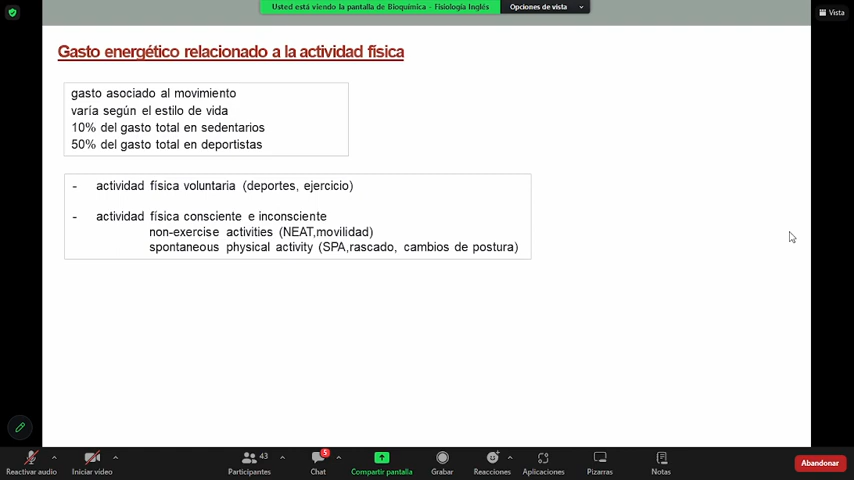 Usted está viendo la pantalla de Bioquímica - Fisiología Inglés
Opciones de vista
Vista
Gasto energético relacionado a la actividad física
gasto asociado al movimiento
varía según el estilo de vida
10% del gasto total en sedentarios
50% del gasto total en deportistas
- actividad física voluntaria (deportes, ejercicio)
- actividad física consciente e inconsciente
non-exercise activities (NEAT,movilidad)
spontaneous physical activity (SPA,rascado, cambios de postura)
Reactivar audio
Iniciar video
43
Participantes
5
Chat
Compartir pantalla
Grabar
Reacciones
Aplicaciones
Pizarras
Notas
Abandonar